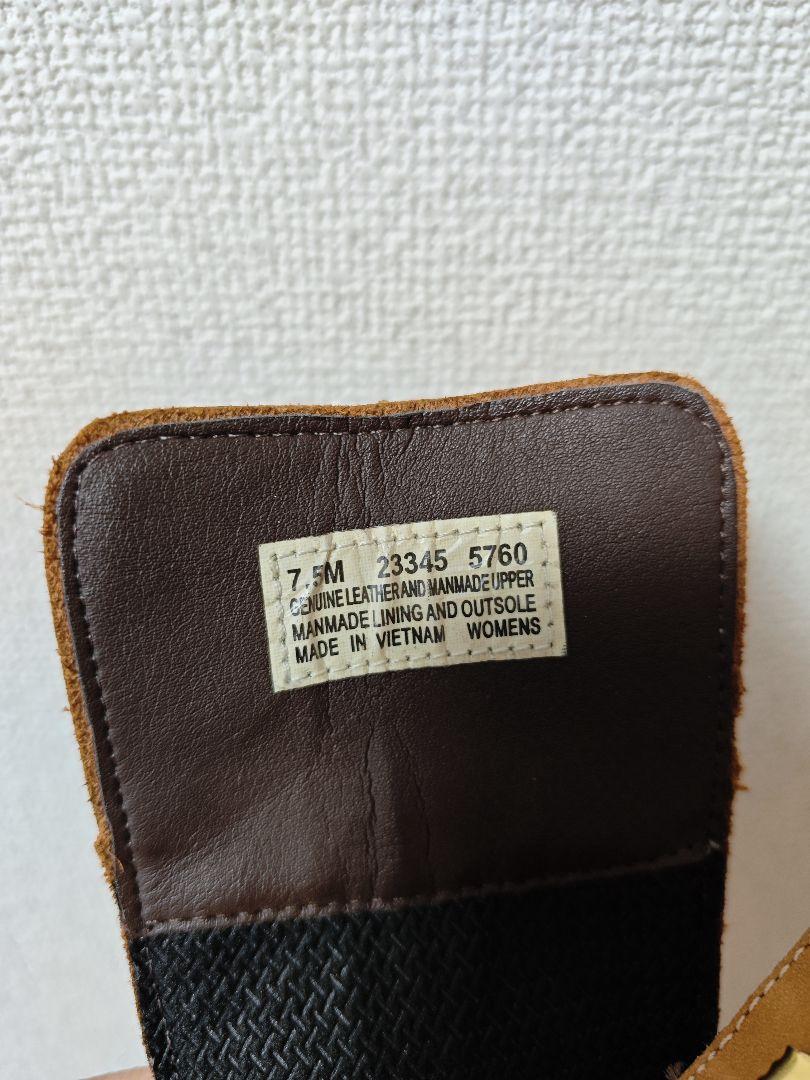 7.5M 23345 5760
GENUINE LEATHER AND MANMADE UPPER
MANMADE LINING AND OUTSOLE
MADE IN VIETNAM WOMENS